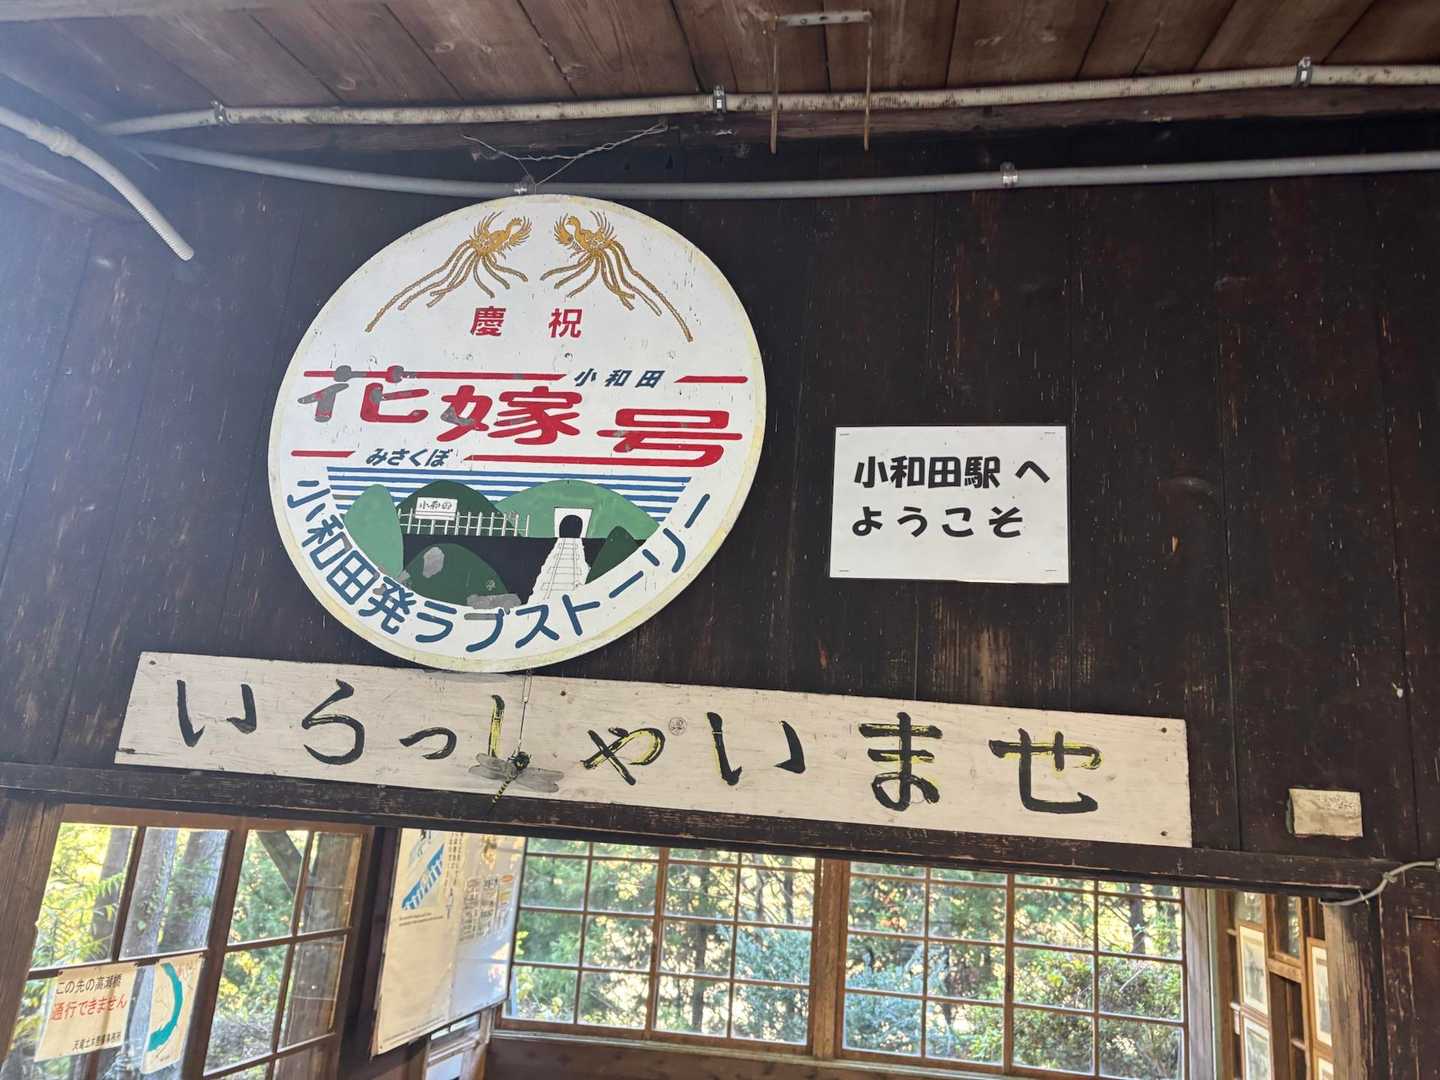 慶祝
小和田
花嫁号
みさくぼ
小和田
小和田発ラブストーリー
小和田駅へ
ようこそ
いらっしゃいませ
この先の高瀬橋
通行できません